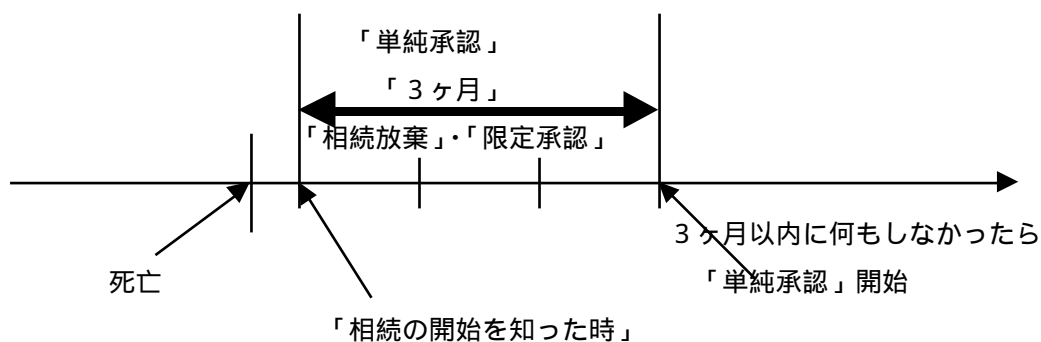 「単純承認」
「3ヶ月」
「相続放棄」・「限定承認」
3ヶ月以内に何もしなかったら
「単純承認」開始
死亡
「相続の開始を知った時」